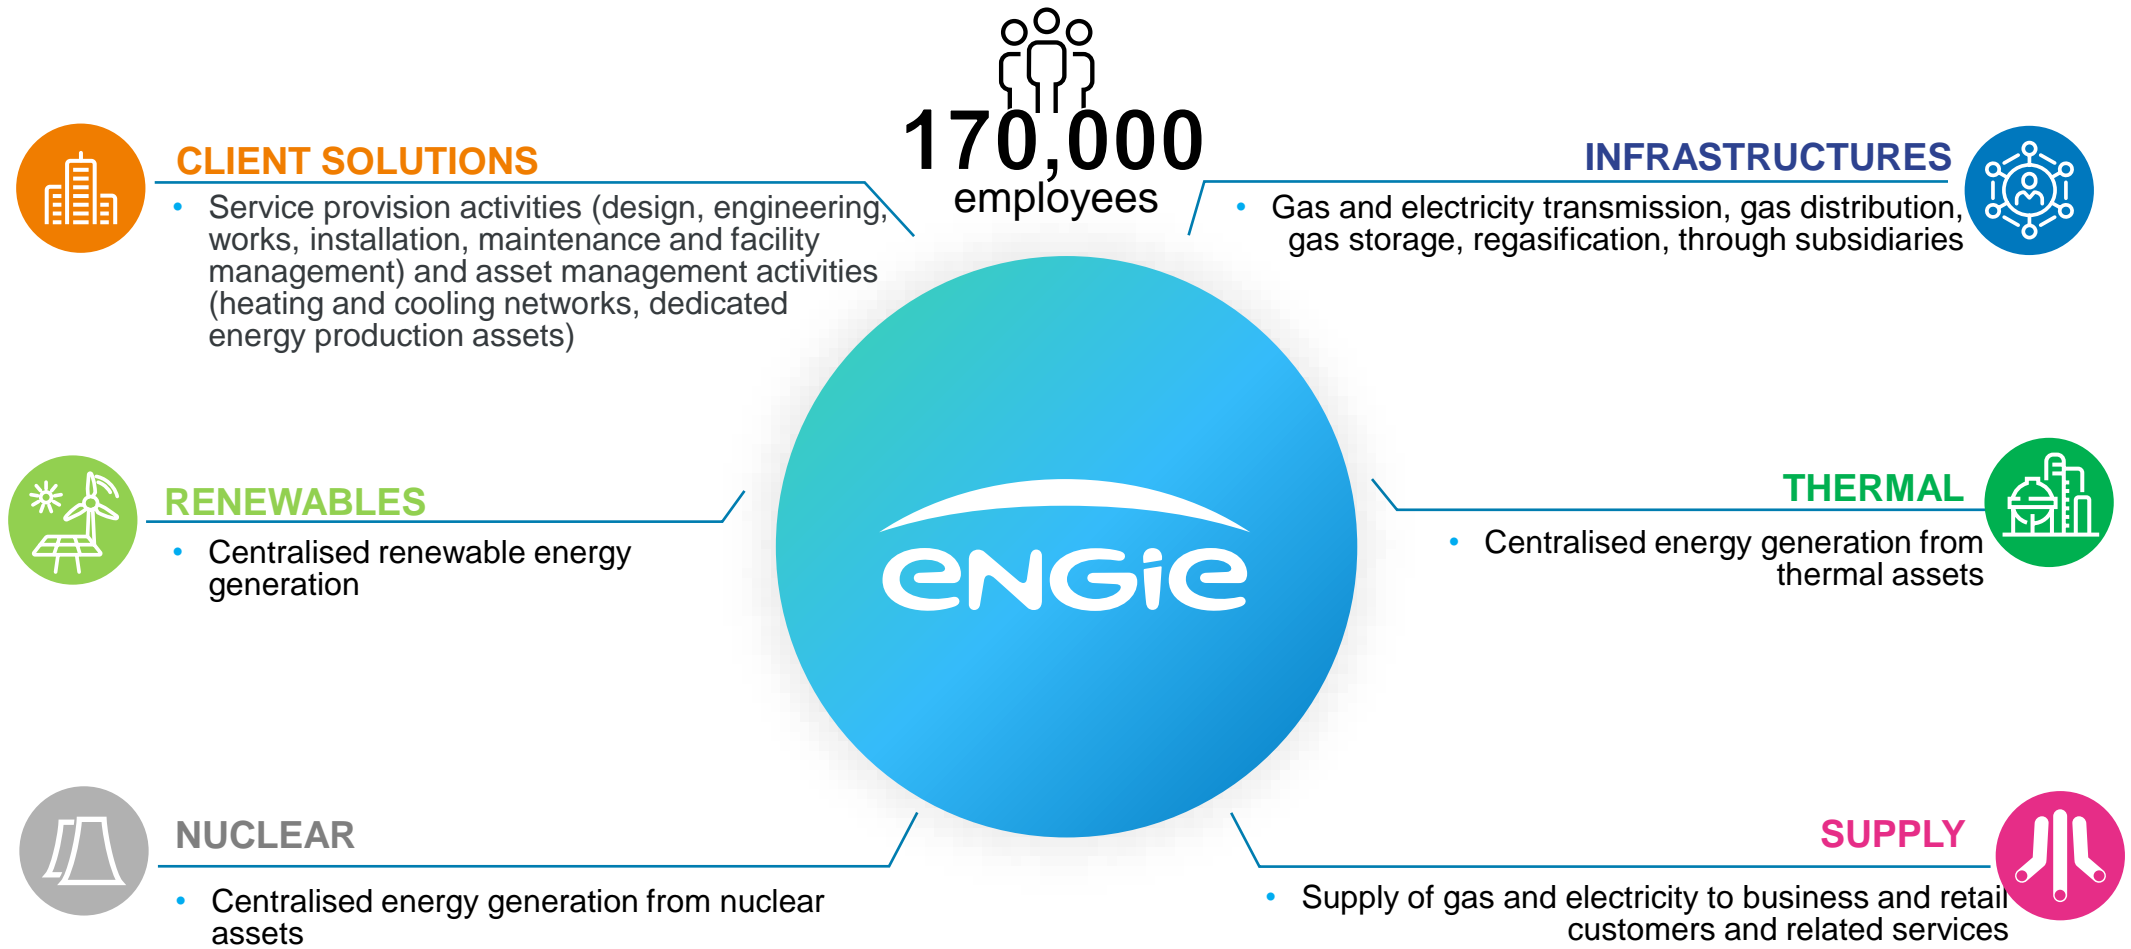 170,000
employees
CLIENT SOLUTIONS
• Service provision activities (design, engineering,
works, installation, maintenance and facility
management) and asset management activities
(heating and cooling networks, dedicated
energy production assets)
INFRASTRUCTURES
• Gas and electricity transmission, gas distribution,
gas storage, regasification, through subsidiaries
RENEWABLES
• Centralised renewable energy
generation
eNGie
THERMAL
• Centralised energy generation from
thermal assets
NUCLEAR
• Centralised energy generation from nuclear
assets
SUPPLY
• Supply of gas and electricity to business and retail
customers and related services